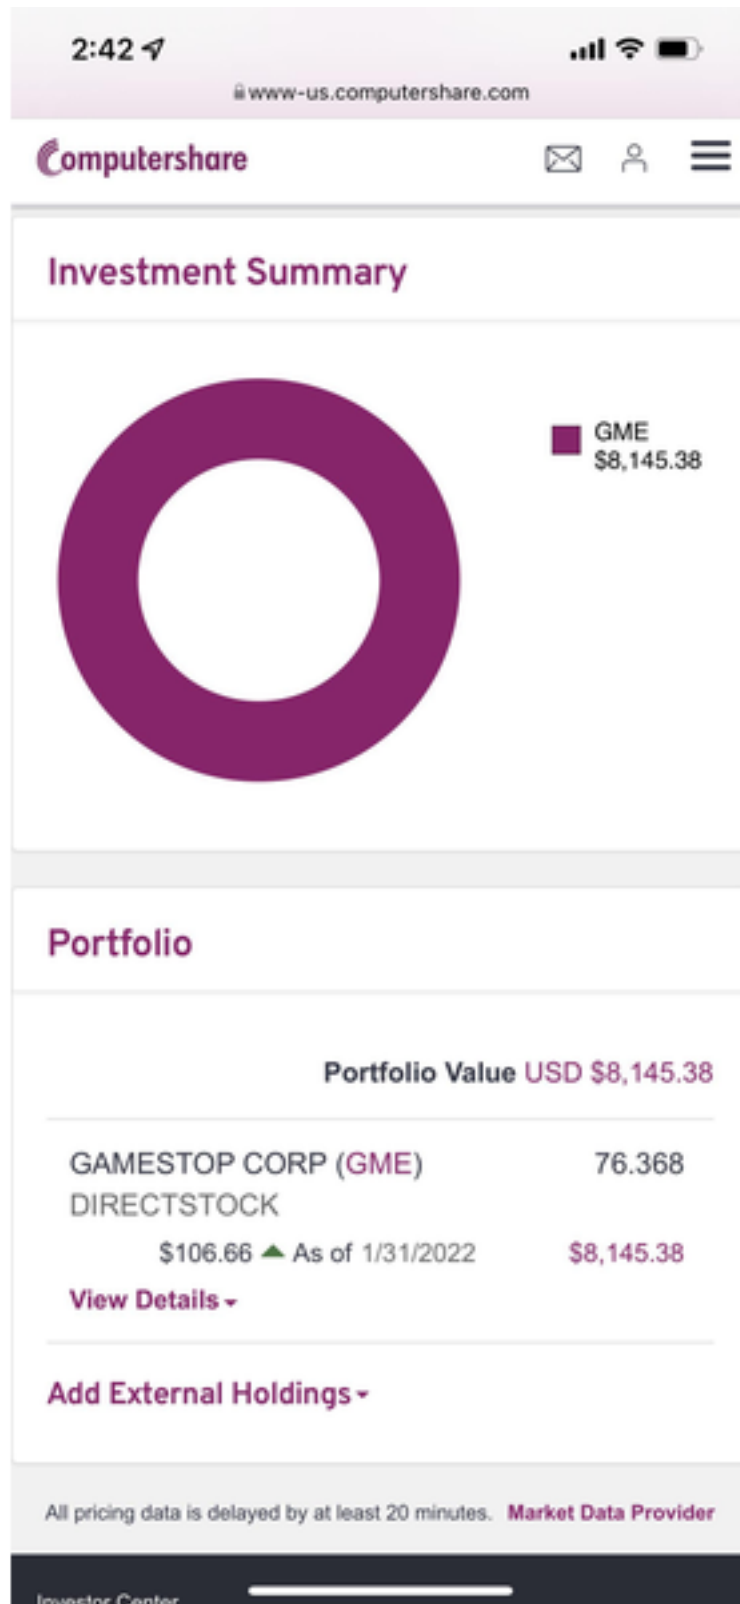 2:42
www-us.computershare.com
Computershare
Investment Summary
GME
$8,145.38
Portfolio
Portfolio Value USD $8,145.38
GAMESTOP CORP (GME) 76.368
DIRECTSTOCK
$106.66 As of 1/31/2022 $8,145.38
View Details
Add External Holdings
All pricing data is delayed by at least 20 minutes. Market Data Provider
Investor Center